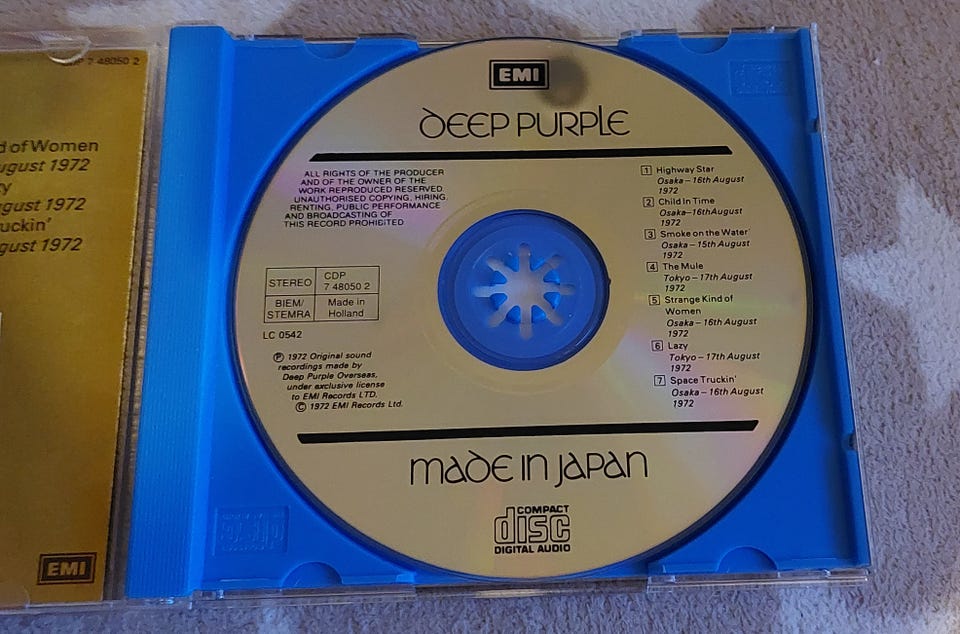 CDP 7 48050 2
d of Women
ugust 1972
y
gust 1972
uckin'
gust 1972
EMI
EMI
DEEP PURPLE
ALL RIGHTS OF THE PRODUCER
AND OF THE OWNER OF THE
WORK REPRODUCED RESERVED.
UNAUTHORISED COPYING, HIRING,
RENTING, PUBLIC PERFORMANCE
AND BROADCASTING OF
THIS RECORD PROHIBITED
STEREO
CDP
7 48050 2
BIEM/
STEMRA
Made in
Holland
LC 0542
Ⓟ 1972 Original sound
recordings made by
Deep Purple Overseas,
under exclusive license
to EMI Records LTD.
© 1972 EMI Records Ltd.
1 Highway Star
Osaka – 16th August
1972
2 Child In Time
Osaka – 16th August
1972
3 Smoke on the Water
Osaka – 15th August
1972
4 The Mule
Tokyo – 17th August
1972
5 Strange Kind of
Women
Osaka – 16th August
1972
6 Lazy
Tokyo – 17th August
1972
7 Space Truckin'
Osaka – 16th August
1972
MADE IN JAPAN
COMPACT
disc
DIGITAL AUDIO